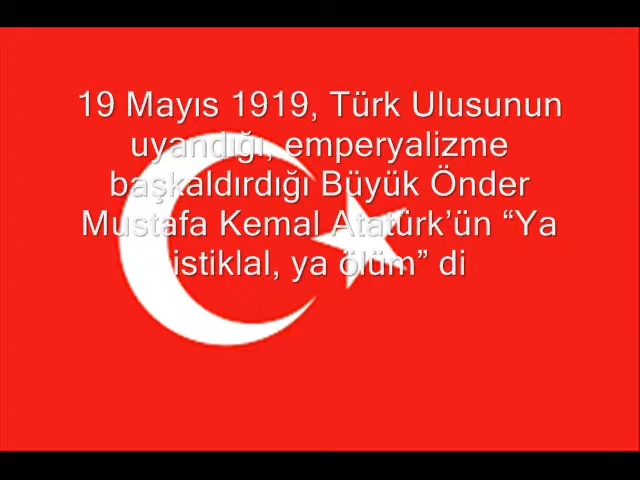 19 Mayıs 1919, Türk Ulusunun
uyandığı, emperyalizme
başkaldırdığı Büyük Önder
Mustafa Kemal Atatürk’ün “Ya
istiklal, ya ölüm” di